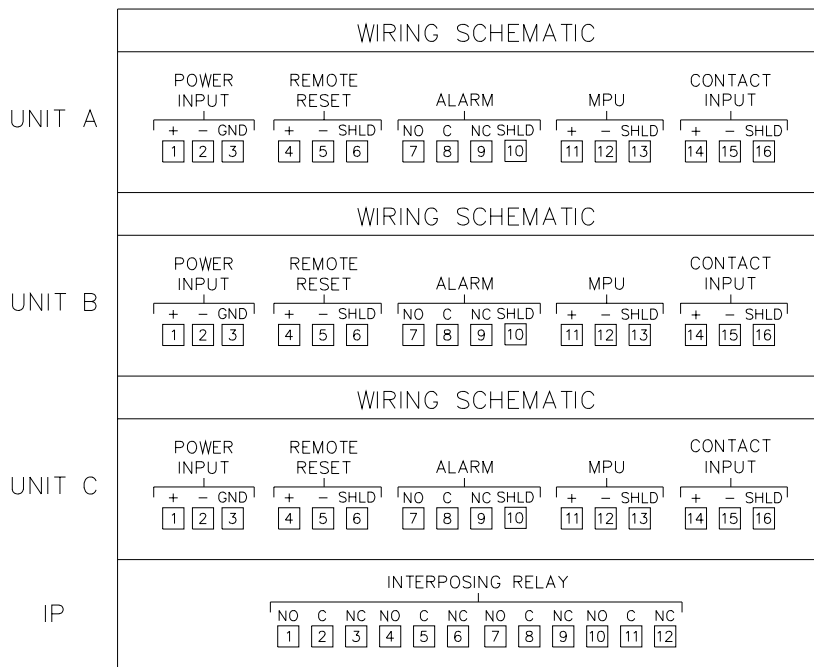 WIRING SCHEMATIC
POWER REMOTE CONTACT
INPUT RESET ALARM MPU INPUT
UNIT A
+ − GND + − SHLD NO C NC SHLD + − SHLD + − SHLD
1 2 3 4 5 6 7 8 9 10 11 12 13 14 15 16
WIRING SCHEMATIC
POWER REMOTE CONTACT
INPUT RESET ALARM MPU INPUT
UNIT B
+ − GND + − SHLD NO C NC SHLD + − SHLD + − SHLD
1 2 3 4 5 6 7 8 9 10 11 12 13 14 15 16
WIRING SCHEMATIC
POWER REMOTE CONTACT
INPUT RESET ALARM MPU INPUT
UNIT C
+ − GND + − SHLD NO C NC SHLD + − SHLD + − SHLD
1 2 3 4 5 6 7 8 9 10 11 12 13 14 15 16
INTERPOSING RELAY
IP
NO C NC NO C NC NO C NC NO C NC
1 2 3 4 5 6 7 8 9 10 11 12